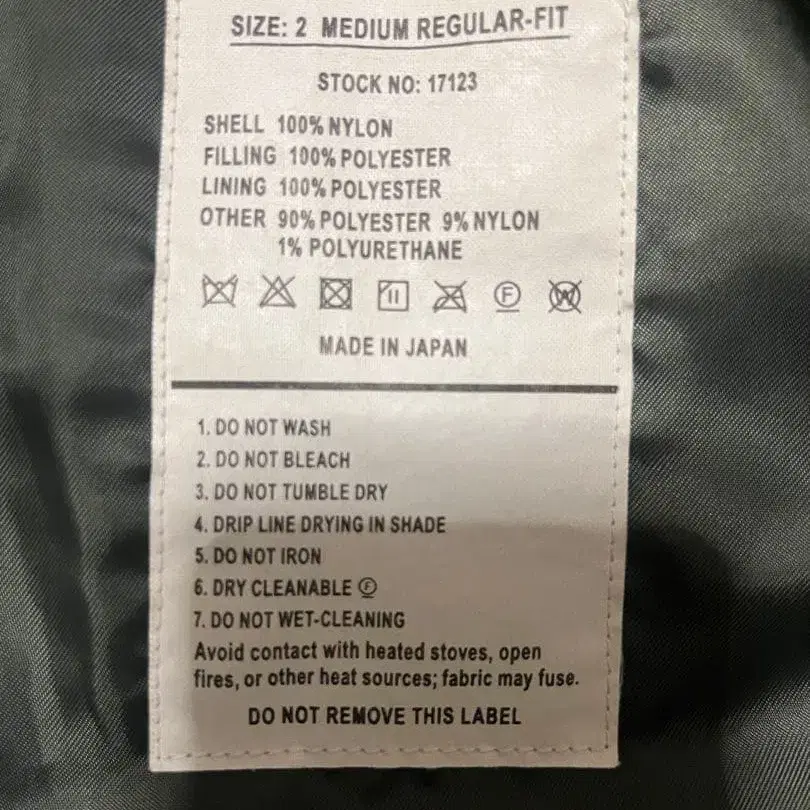 SIZE: 2 MEDIUM REGULAR-FIT
STOCK NO: 17123
SHELL 100% NYLON
FILLING 100% POLYESTER
LINING 100% POLYESTER
OTHER 90% POLYESTER 9% NYLON
1% POLYURETHANE
F W
MADE IN JAPAN
1. DO NOT WASH
2. DO NOT BLEACH
3. DO NOT TUMBLE DRY
4. DRIP LINE DRYING IN SHADE
5. DO NOT IRON
6. DRY CLEANABLE Ⓕ
7. DO NOT WET-CLEANING
Avoid contact with heated stoves, open
fires, or other heat sources; fabric may fuse.
DO NOT REMOVE THIS LABEL